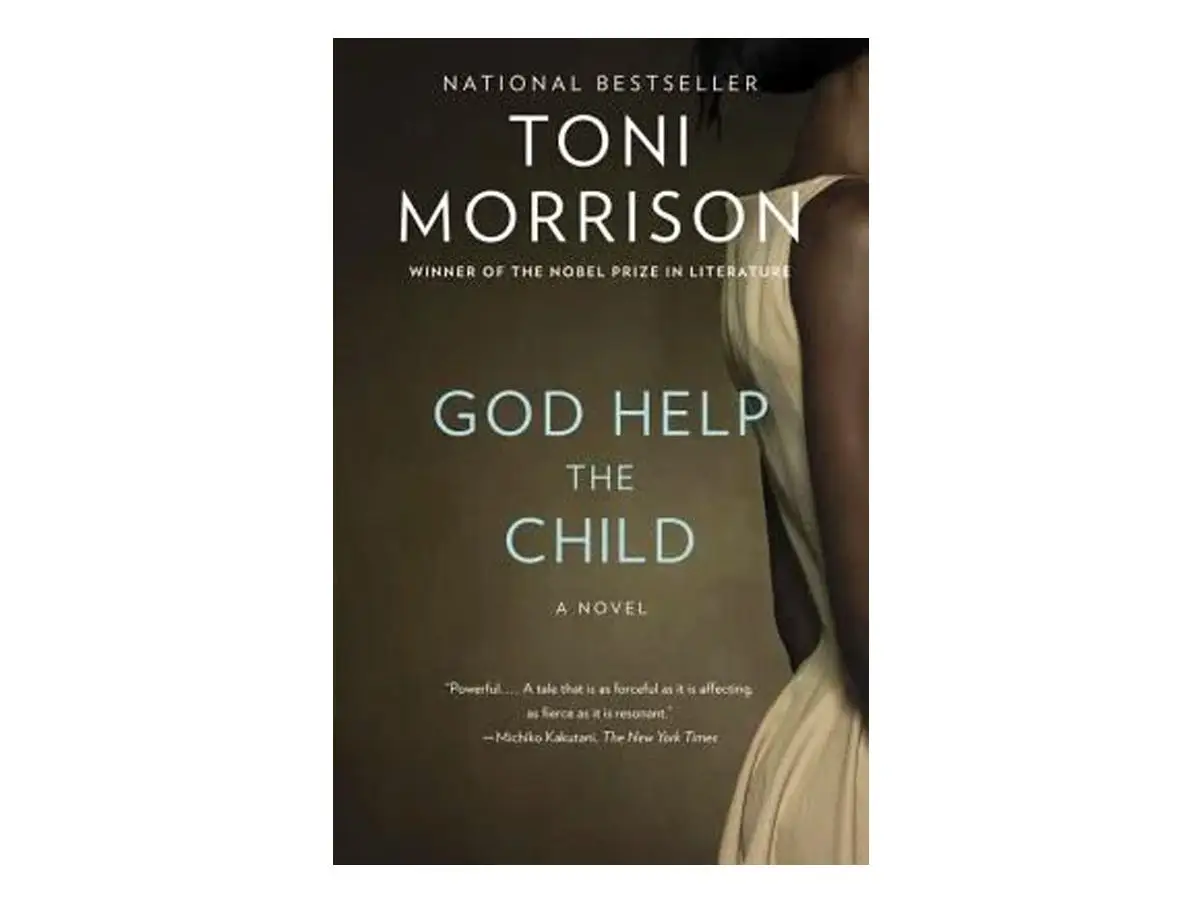 NATIONAL BESTSELLER
TONI
MORRISON
WINNER OF THE NOBEL PRIZE IN LITERATURE
GOD HELP
THE
CHILD
A NOVEL
"Powerful.... A tale that is as forceful as it is affecting,
as fierce as it is resonant."
—Michiko Kakutani, The New York Times